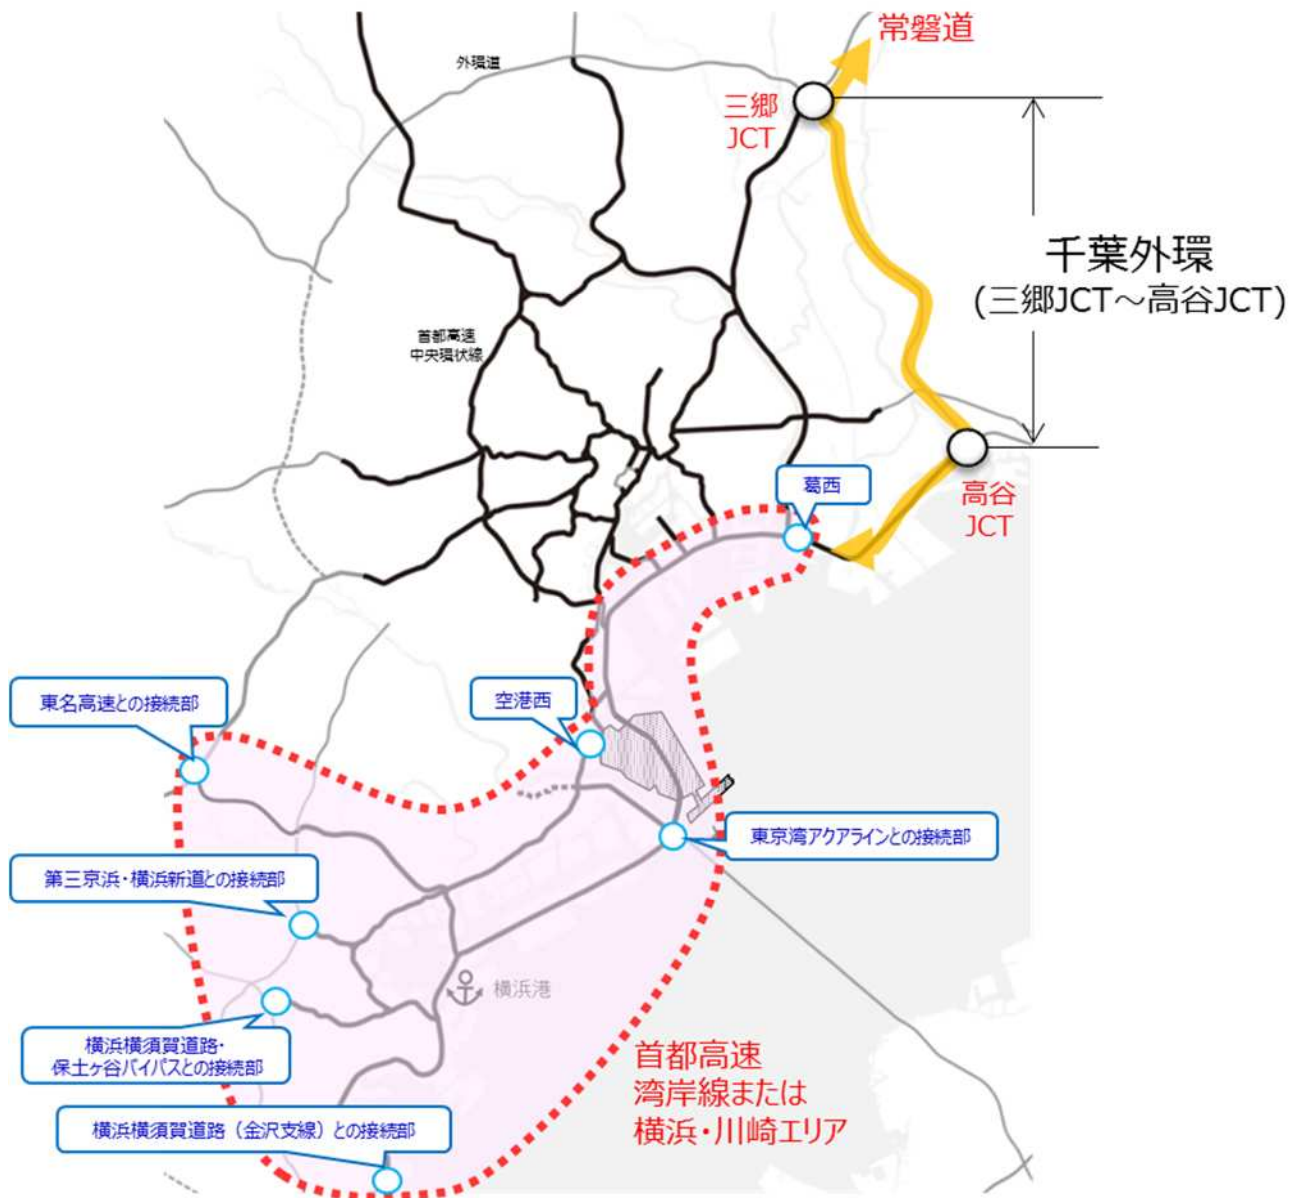 常磐道
外環道
三郷
JCT
千葉外環
(三郷JCT～高谷JCT)
首都高速
中央環状線
葛西
高谷
JCT
東名高速との接続部
空港西
東京湾アクアラインとの接続部
第三京浜・横浜新道との接続部
横浜港
横浜横須賀道路・
保土ヶ谷バイパスとの接続部
首都高速
湾岸線または
横浜・川崎エリア
横浜横須賀道路（金沢支線）との接続部